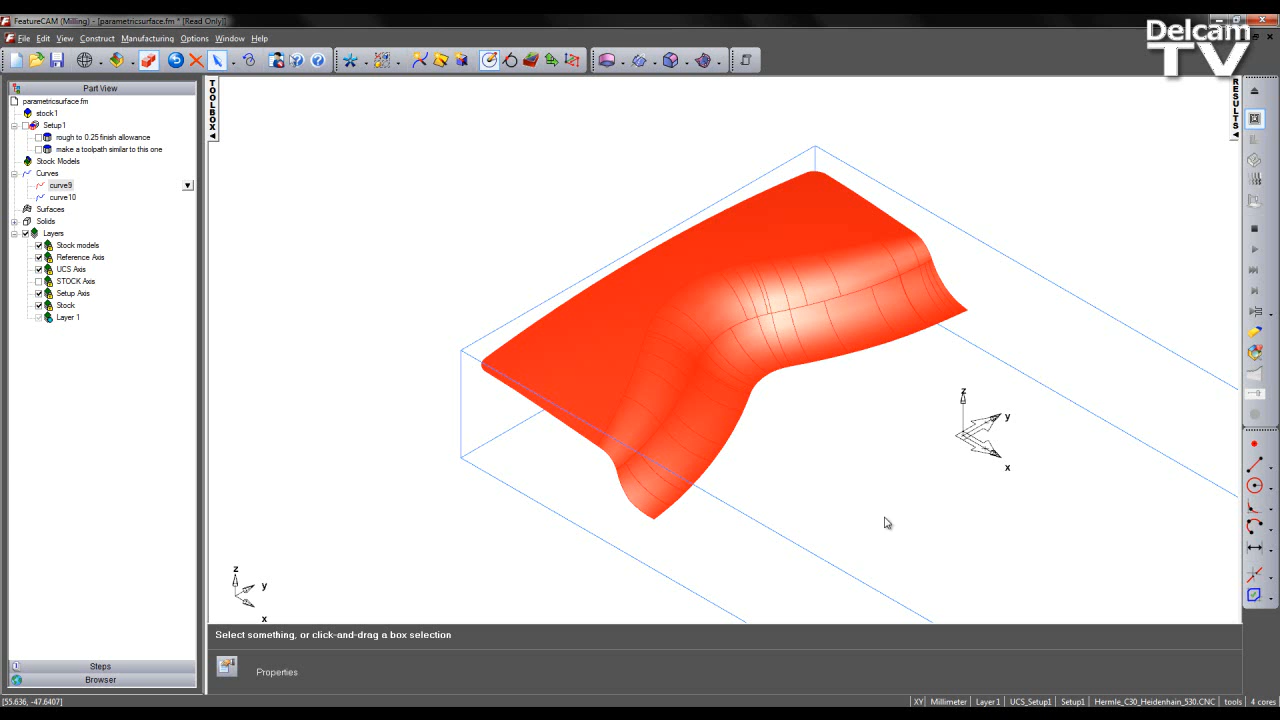 FeatureCAM (Milling) - [parametricsurface.fm * [Read Only]]
File Edit View Construct Manufacturing Options Window Help
Delcam
TV
Part View
parametricsurface.fm
stock1
Setup1
rough to 0.25 finish allowance
make a toolpath similar to this one
Stock Models
Curves
curve9
curve10
Surfaces
Solids
Layers
Stock models
Reference Axis
UCS Axis
STOCK Axis
Setup Axis
Stock
Layer 1
Steps
Browser
TOOLBOX
RESULTS
z
y
x
z
y
x
Select something, or click-and-drag a box selection
Properties
[55.636, -47.6407]
XY Millimeter Layer1 UCS_Setup1 Setup1 Hermle_C30_Heidenhain_530.CNC tools 4 cores